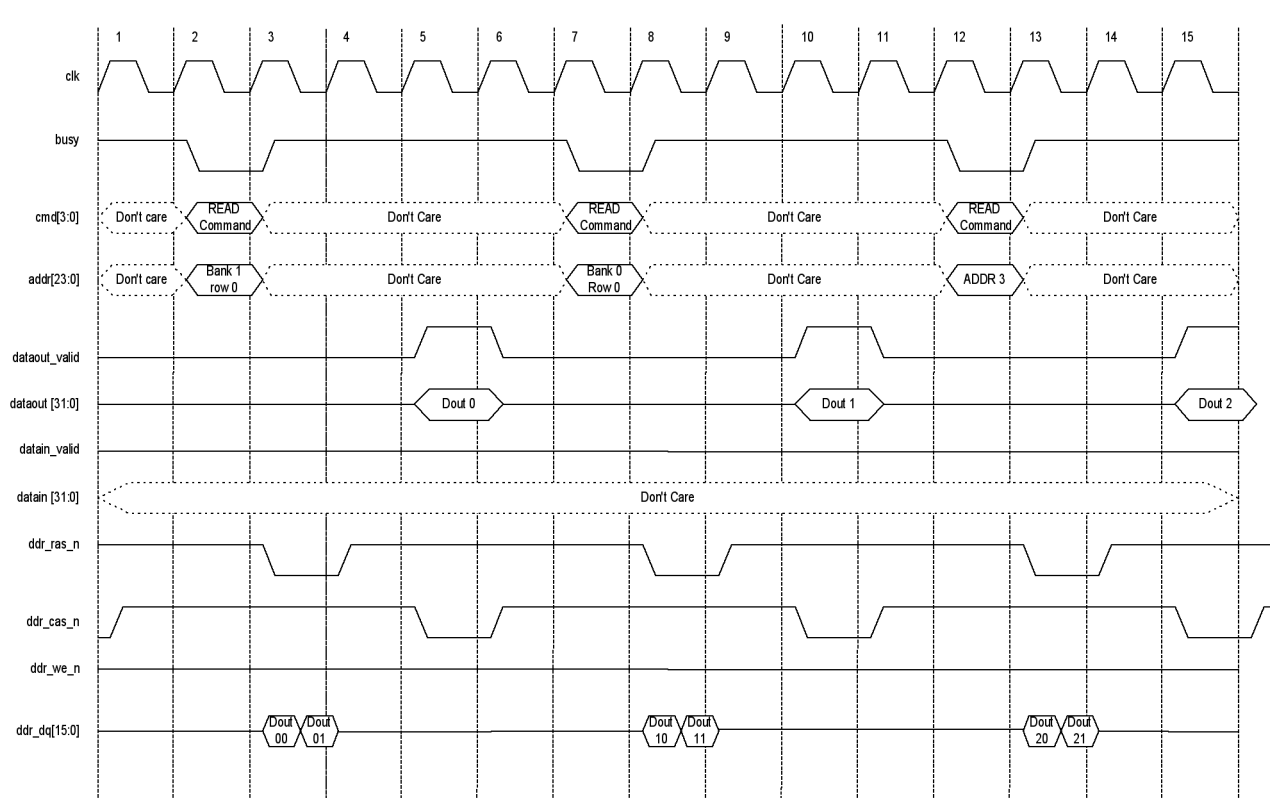 1 2 3 4 5 6 7 8 9 10 11 12 13 14 15
clk
busy
cmd[3:0] Don't care READ Command Don't Care READ Command Don't Care READ Command Don't Care
addr[23:0] Don't care Bank 1 row 0 Don't Care Bank 0 Row 0 Don't Care ADDR 3 Don't Care
dataout_valid
dataout [31:0] Dout 0 Dout 1 Dout 2
datain_valid
datain [31:0] Don't Care
ddr_ras_n
ddr_cas_n
ddr_we_n
ddr_dq[15:0] Dout 00 Dout 01 Dout 10 Dout 11 Dout 20 Dout 21